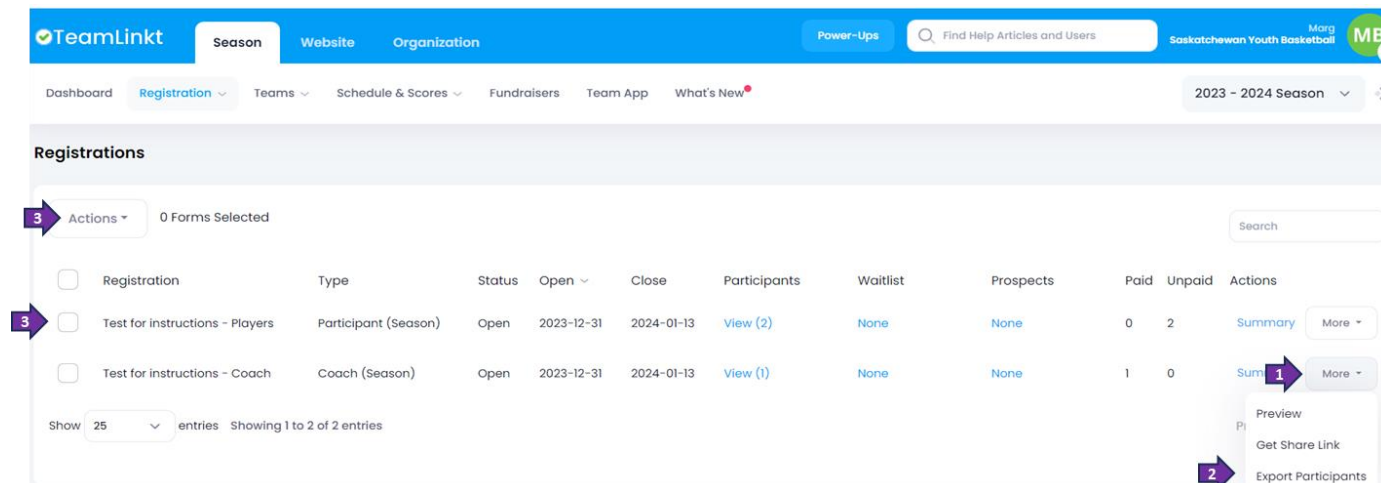 TeamLinkt Season Website Organization Power-Ups Find Help Articles and Users Marg
Saskatchewan Youth Basketball MB
Dashboard Registration Teams Schedule & Scores Fundraisers Team App What's New 2023 - 2024 Season
Registrations
3 Actions 0 Forms Selected
Search
Registration Type Status Open Close Participants Waitlist Prospects Paid Unpaid Actions
3 Test for instructions - Players Participant (Season) Open 2023-12-31 2024-01-13 View (2) None None 0 2 Summary More
Test for instructions - Coach Coach (Season) Open 2023-12-31 2024-01-13 View (1) None None 1 0 Sum 1 More
Show 25 entries Showing 1 to 2 of 2 entries
Preview
Get Share Link
2 Export Participants